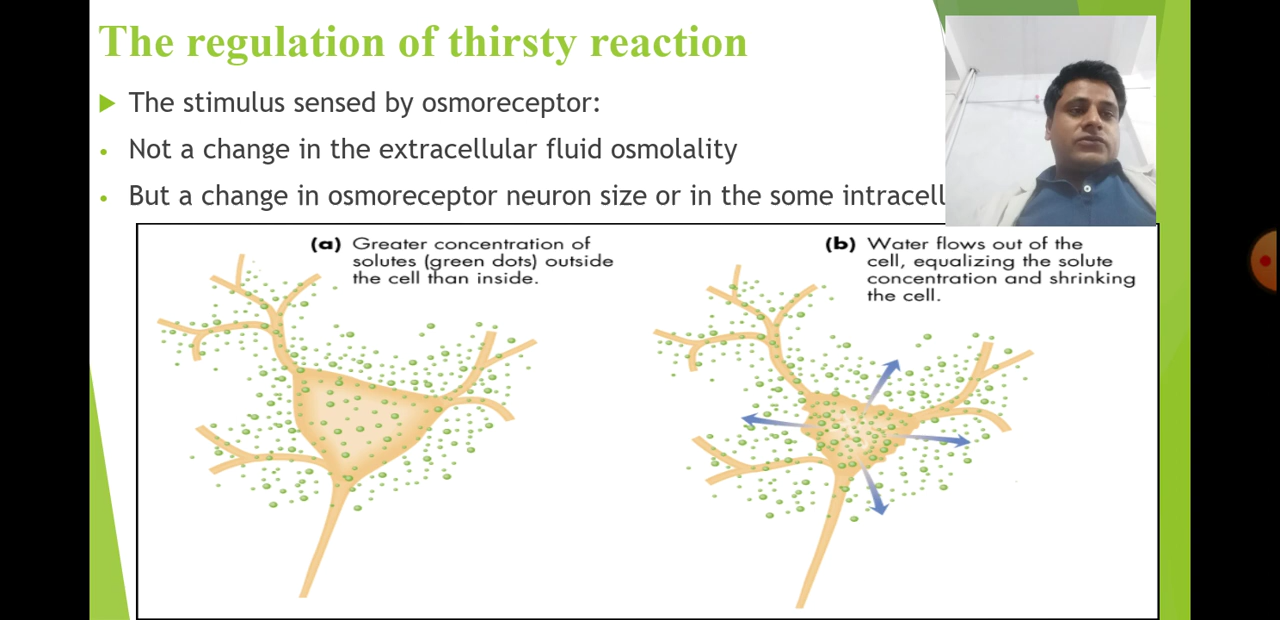 The regulation of thirsty reaction
The stimulus sensed by osmoreceptor:
Not a change in the extracellular fluid osmolality
But a change in osmoreceptor neuron size or in the some
(a) Greater concentration of
solutes (green dots) outside
the cell than inside.
(b) Water flows out of the
cell, equalizing the solute
concentration and shrinking
the cell.